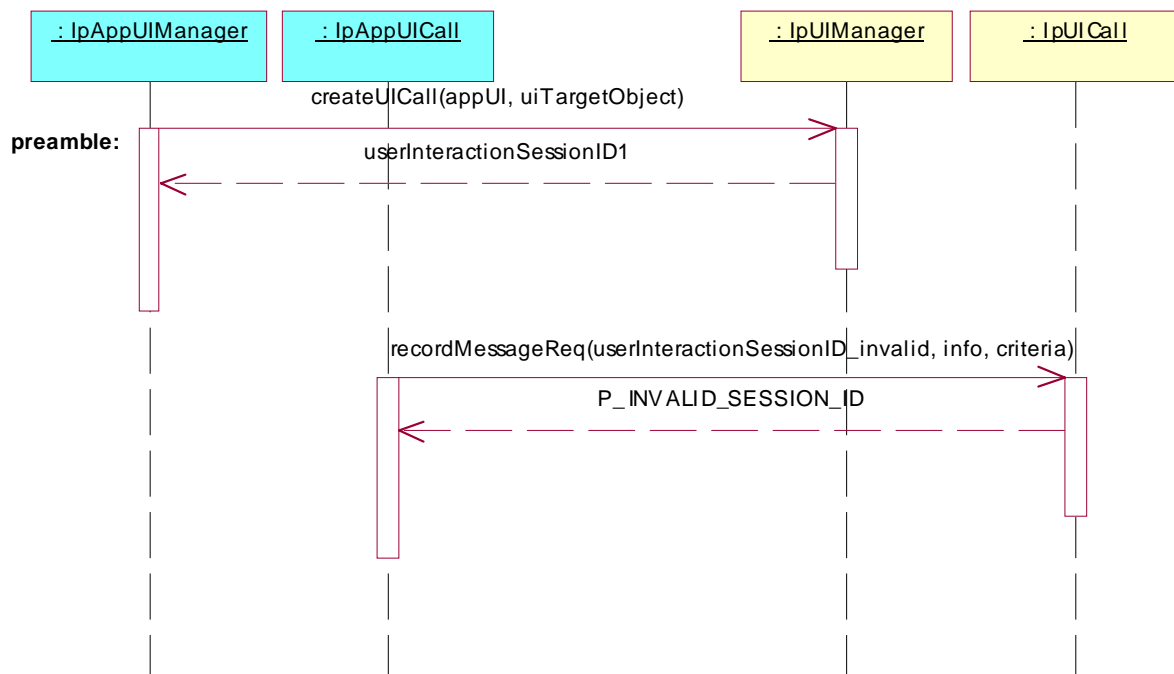 : IpAppUIManager
: IpAppUICall
: IpUIManager
: IpUICall
createUICall(appUI, uiTargetObject)
preamble:
userInteractionSessionID1
recordMessageReq(userInteractionSessionID_invalid, info, criteria)
P_INVALID_SESSION_ID